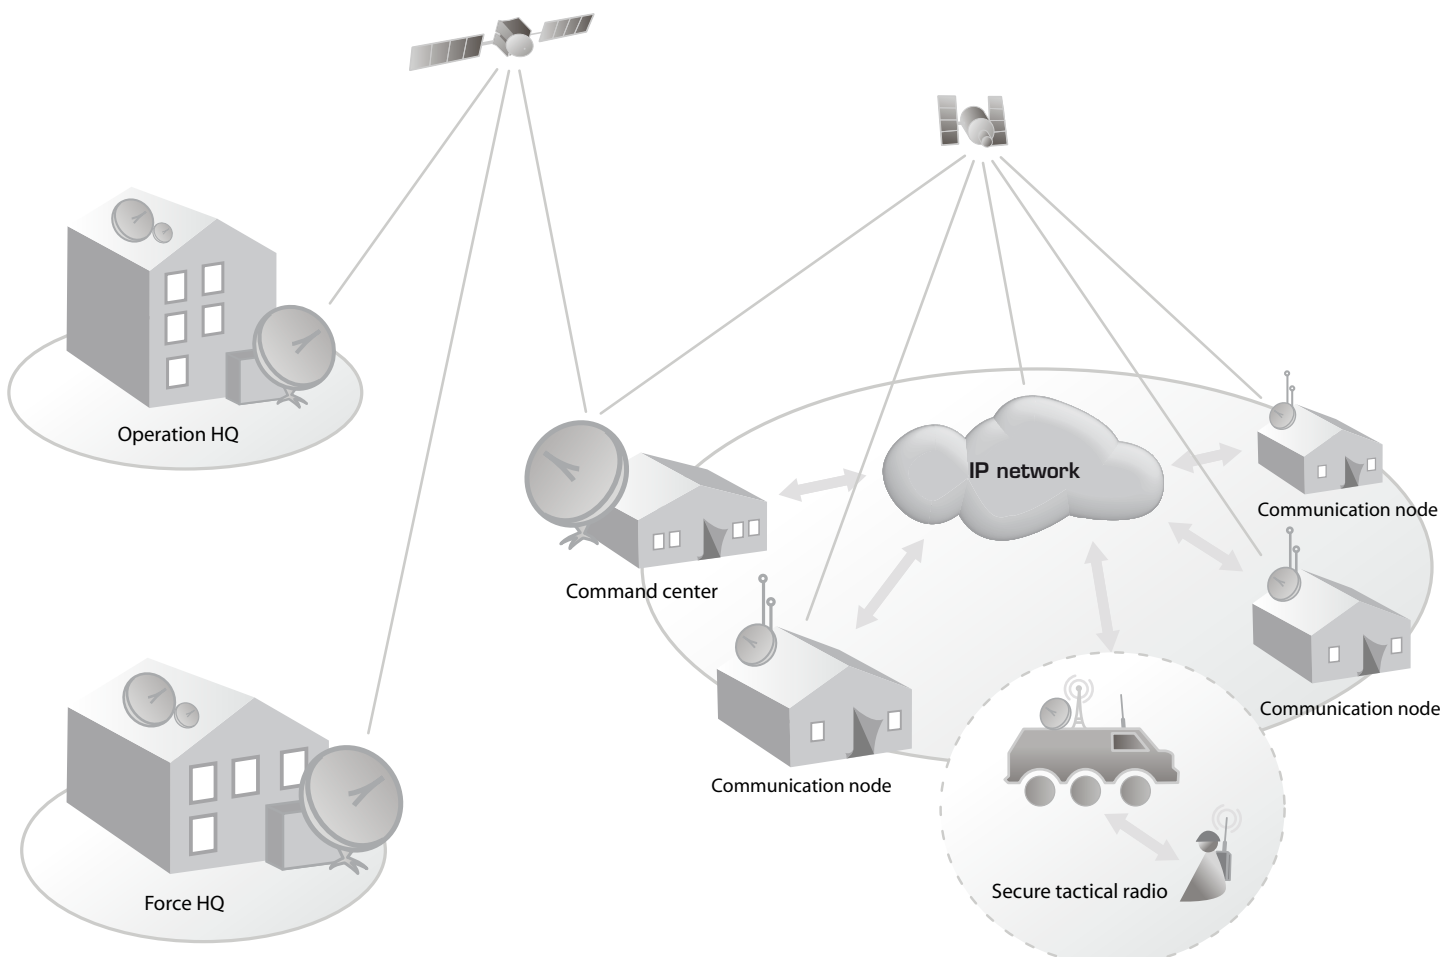 Operation HQ
IP network
Communication node
Command center
Communication node
Communication node
Secure tactical radio
Force HQ